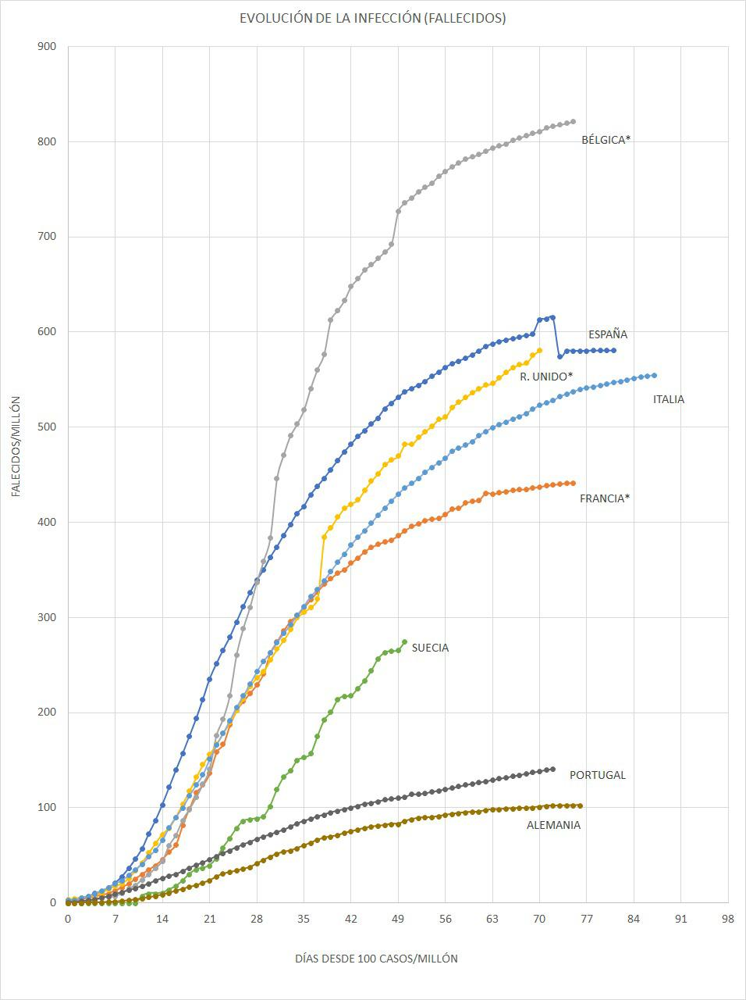 EVOLUCIÓN DE LA INFECCIÓN (FALLECIDOS)
900
800
700
600
500
400
300
200
100
0
FALECIDOS/MILLÓN
BÉLGICA*
ESPAÑA
R. UNIDO*
ITALIA
FRANCIA*
SUECIA
PORTUGAL
ALEMANIA
0 7 14 21 28 35 42 49 56 63 70 77 84 91 98
DÍAS DESDE 100 CASOS/MILLÓN